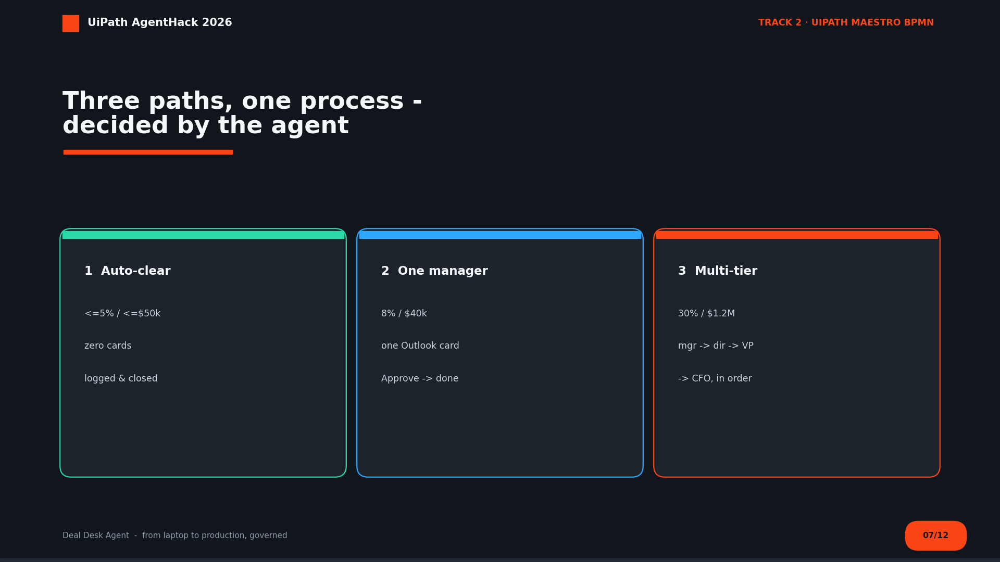 UiPath AgentHack 2026
TRACK 2 · UIPATH MAESTRO BPMN
Three paths, one process -
decided by the agent
1  Auto-clear
<=5% / <=$50k
zero cards
logged & closed
2  One manager
8% / $40k
one Outlook card
Approve -> done
3  Multi-tier
30% / $1.2M
mgr -> dir -> VP
-> CFO, in order
Deal Desk Agent  -  from laptop to production, governed
07/12